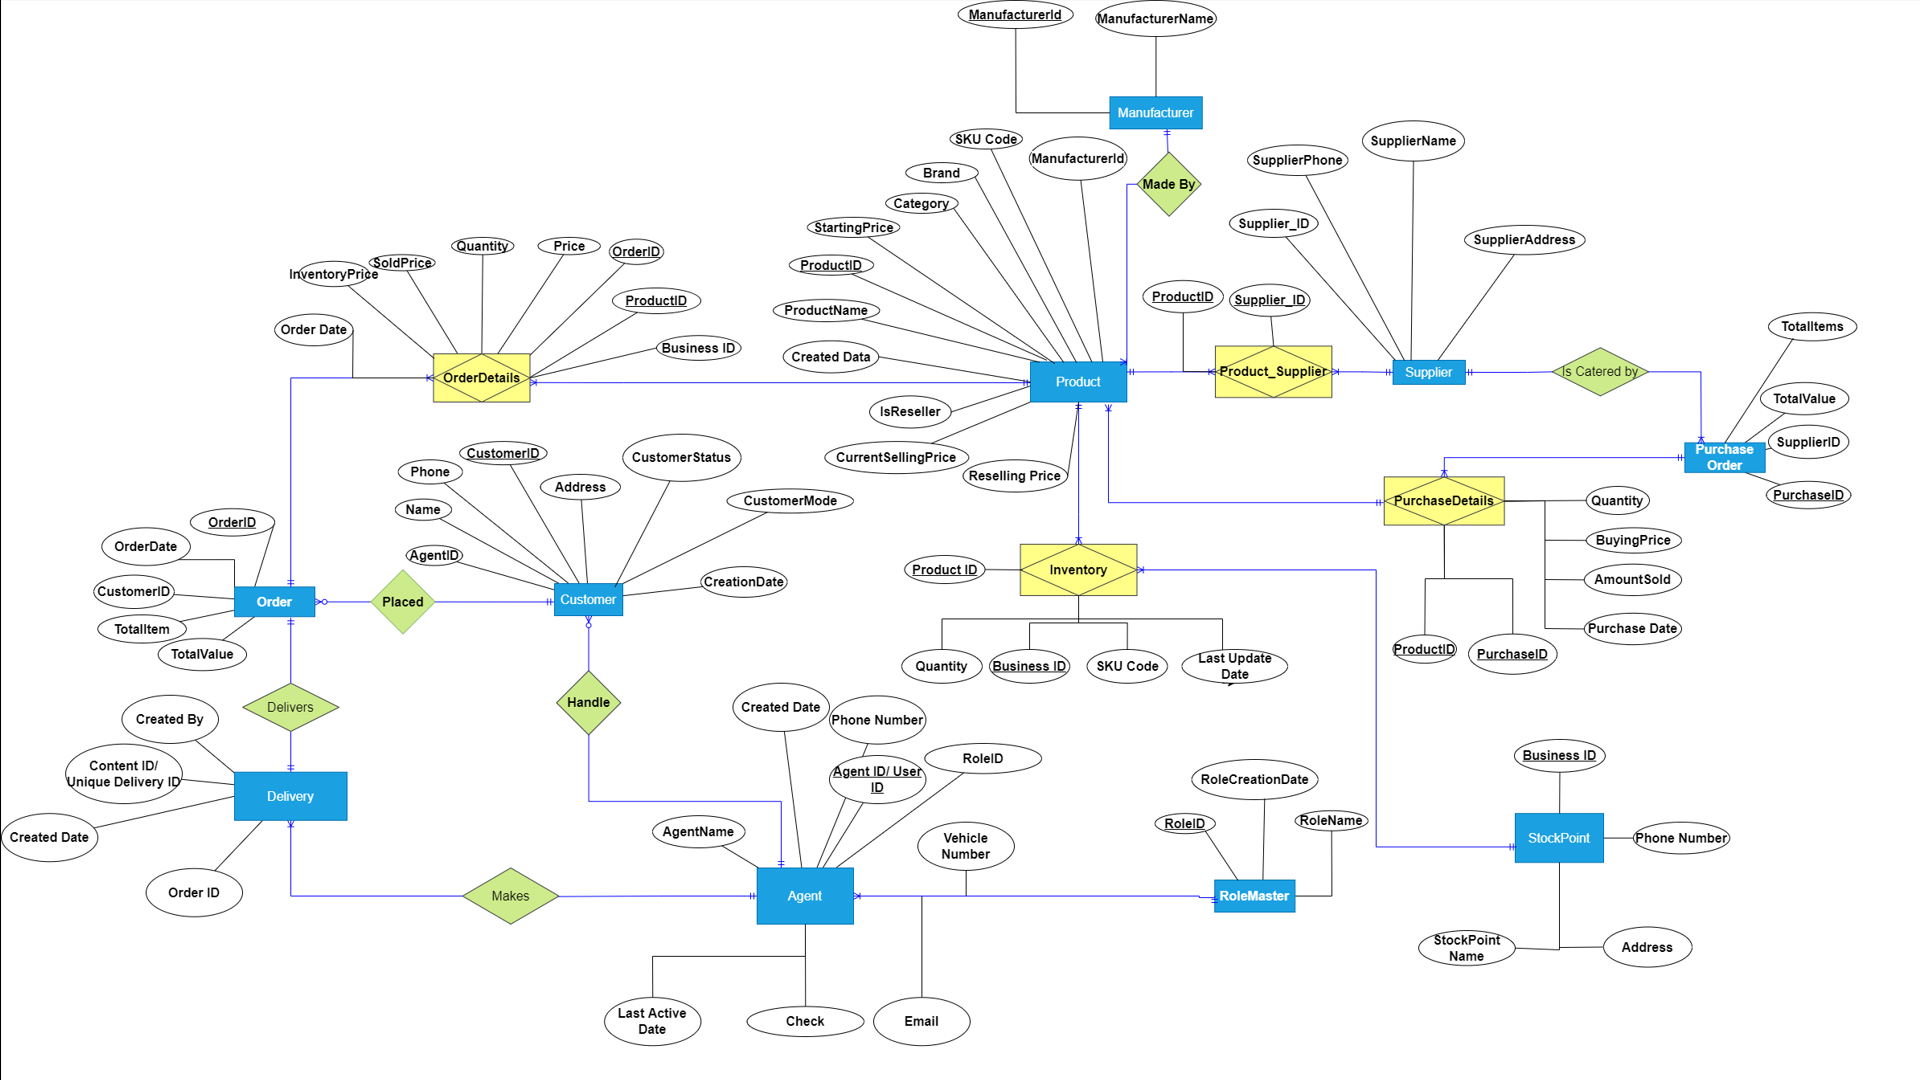 ManufacturerId
ManufacturerName
Manufacturer
SKU Code
ManufacturerId
Brand
Made By
SupplierName
SupplierPhone
Category
StartingPrice
Supplier_ID
SupplierAddress
InventoryPrice
SoldPrice
Quantity
Price
OrderID
ProductID
ProductID
Order Date
Business ID
ProductName
Created Data
ProductID
Supplier_ID
TotalItems
OrderDetails
Product
Product_Supplier
Supplier
Is Catered by
TotalValue
IsReseller
CurrentSellingPrice
Reselling Price
SupplierID
Purchase
Order
PurchaseID
Phone
CustomerID
CustomerStatus
Address
Name
CustomerMode
PurchaseDetails
Quantity
OrderID
OrderDate
AgentID
BuyingPrice
CustomerID
Product ID
Inventory
CreationDate
AmountSold
Order
Placed
Customer
TotalItem
TotalValue
Purchase Date
ProductID
PurchaseID
Quantity
Business ID
SKU Code
Last Update
Date
Delivers
Handle
Created Date
Phone Number
Created By
Content ID/
Unique Delivery ID
Agent ID/ User
ID
RoleID
Business ID
RoleCreationDate
Delivery
Created Date
AgentName
Vehicle
Number
RoleID
RoleName
StockPoint
Phone Number
Order ID
Makes
Agent
RoleMaster
StockPoint
Name
Address
Last Active
Date
Check
Email